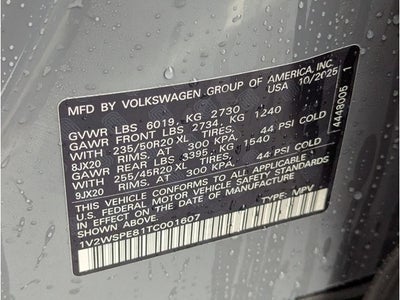 MFD. BY VOLKSWAGEN GROUP OF AMERICA, INC.
USA 10/2025
GVWR LBS 6019, KG 2730
GAWR FRONT LBS 2734, KG 1240
WITH 235/50R20 XL TIRES,
8JX20 RIMS, AT 300 KPA / 44 PSI COLD
GAWR REAR LBS 3395, KG 1540
WITH 255/45R20 XL TIRES,
9JX20 RIMS, AT 300 KPA / 44 PSI COLD
THIS VEHICLE CONFORMS TO ALL APPLICABLE
FEDERAL MOTOR VEHICLE SAFETY STANDARDS
IN EFFECT ON THE DATE OF MANUFACTURE
SHOWN ABOVE.
1V2WSPE81TC001607 TYPE: MPV
14448005 1